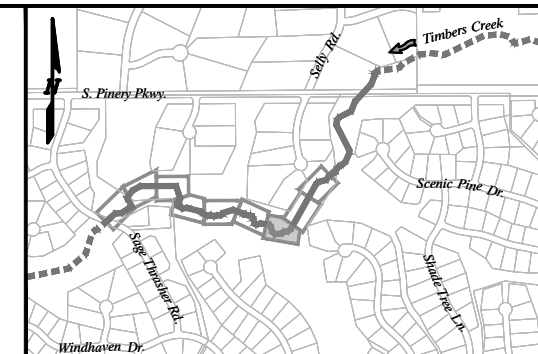 Timbers Creek
Selly Rd.
N
S. Pinery Pkwy.
Scenic Pine Dr.
Sage Thrasher Rd.
Shade Tree Ln.
Windhaven Dr.